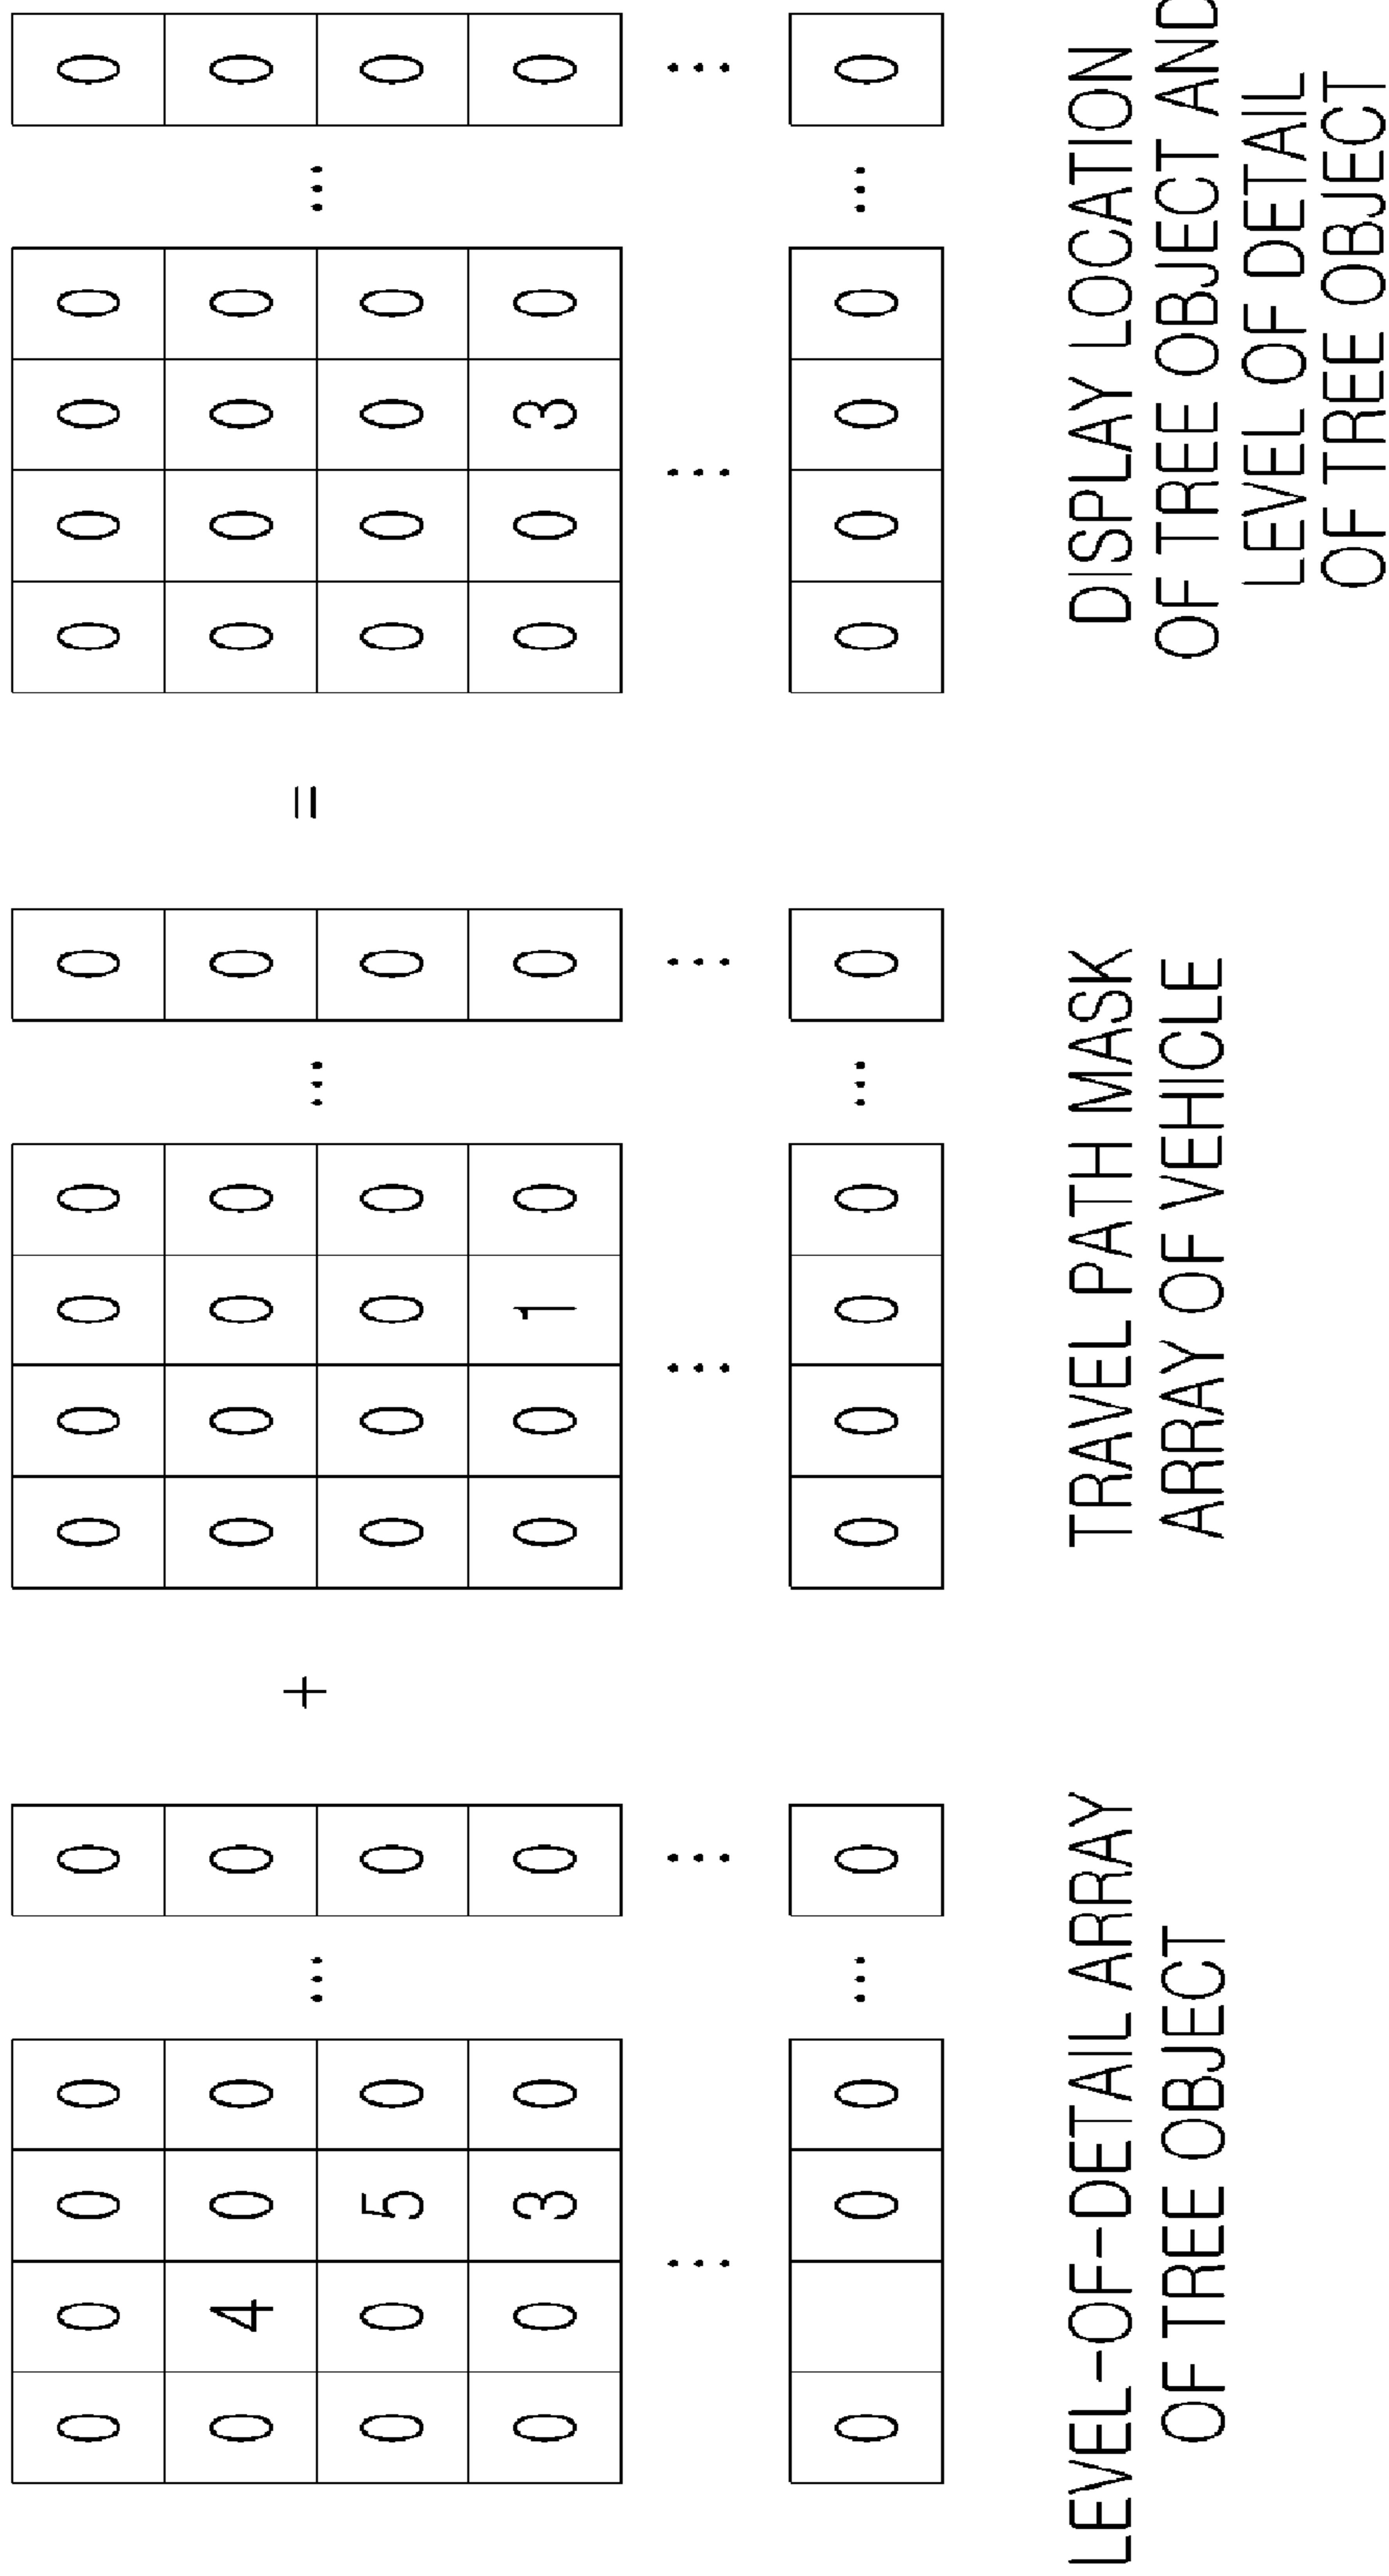 0 0 0 0 0 0 0 0 0 0 0 0 0 0 0
0 4 0 0 0 0 0 0 0 0 0 0 0 0 0
... + ... = ...
0 0 5 0 0 0 0 0 0 0 0 0 0 0 0
0 0 3 0 0 0 0 1 0 0 0 0 3 0 0
0 0 0 ... 0 0 0 0 0 ... 0 0 0 0 0 ... 0
LEVEL-OF-DETAIL ARRAY
OF TREE OBJECT
TRAVEL PATH MASK
ARRAY OF VEHICLE
DISPLAY LOCATION
OF TREE OBJECT AND
LEVEL OF DETAIL
OF TREE OBJECT